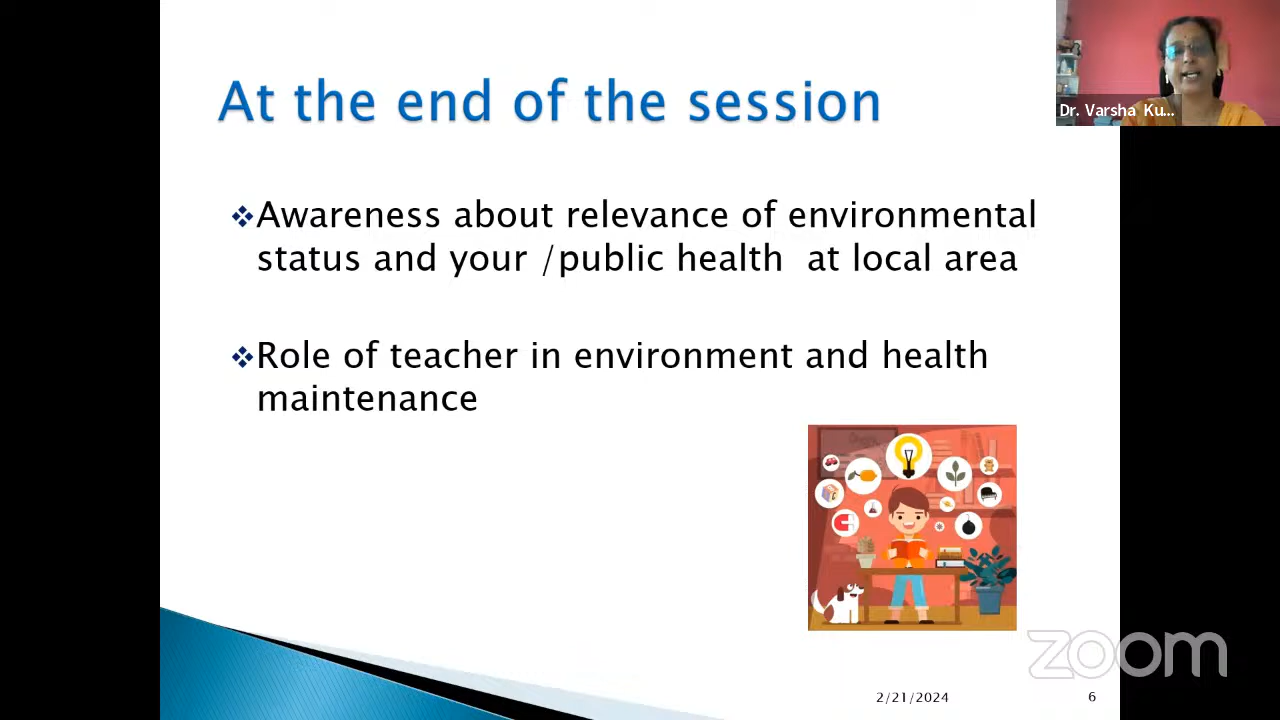 At the end of the session
Dr. Varsha Ku...
❖Awareness about relevance of environmental
status and your /public health at local area
❖Role of teacher in environment and health
maintenance
zoom
2/21/2024
6